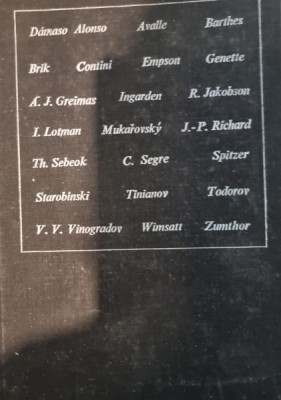 Dámaso Alonso Avalle Barthes
Brik Contini Empson Genette
A. J. Greimas Ingarden R. Jakobson
I. Lotman Mukařovský J.-P. Richard
Th. Sebeok C. Segre Spitzer
Starobinski Tinianov Todorov
V. V. Vinogradov Wimsatt Zumthor